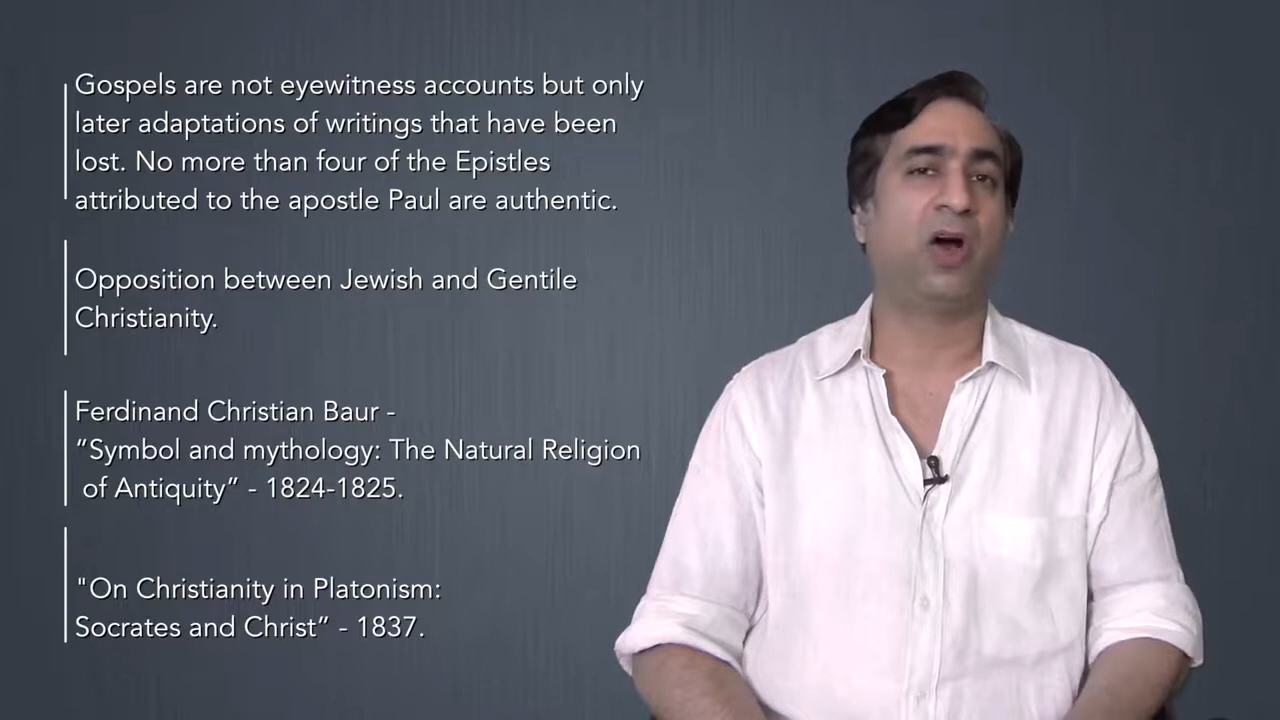 Gospels are not eyewitness accounts but only
later adaptations of writings that have been
lost. No more than four of the Epistles
attributed to the apostle Paul are authentic.
Opposition between Jewish and Gentile
Christianity.
Ferdinand Christian Baur -
“Symbol and mythology: The Natural Religion
of Antiquity” - 1824-1825.
"On Christianity in Platonism:
Socrates and Christ” - 1837.